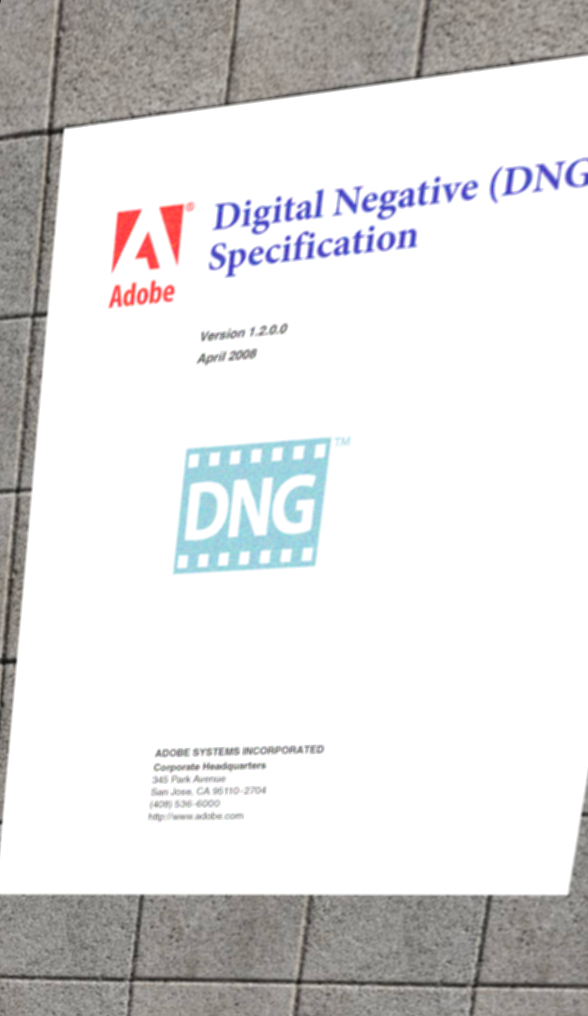 Digital Negative (DNG
Specification
Adobe
Version 1.2.0.0
April 2008
DNG™
ADOBE SYSTEMS INCORPORATED
Corporate Headquarters
345 Park Avenue
San Jose, CA 95110-2704
(408) 536-6000
http://www.adobe.com